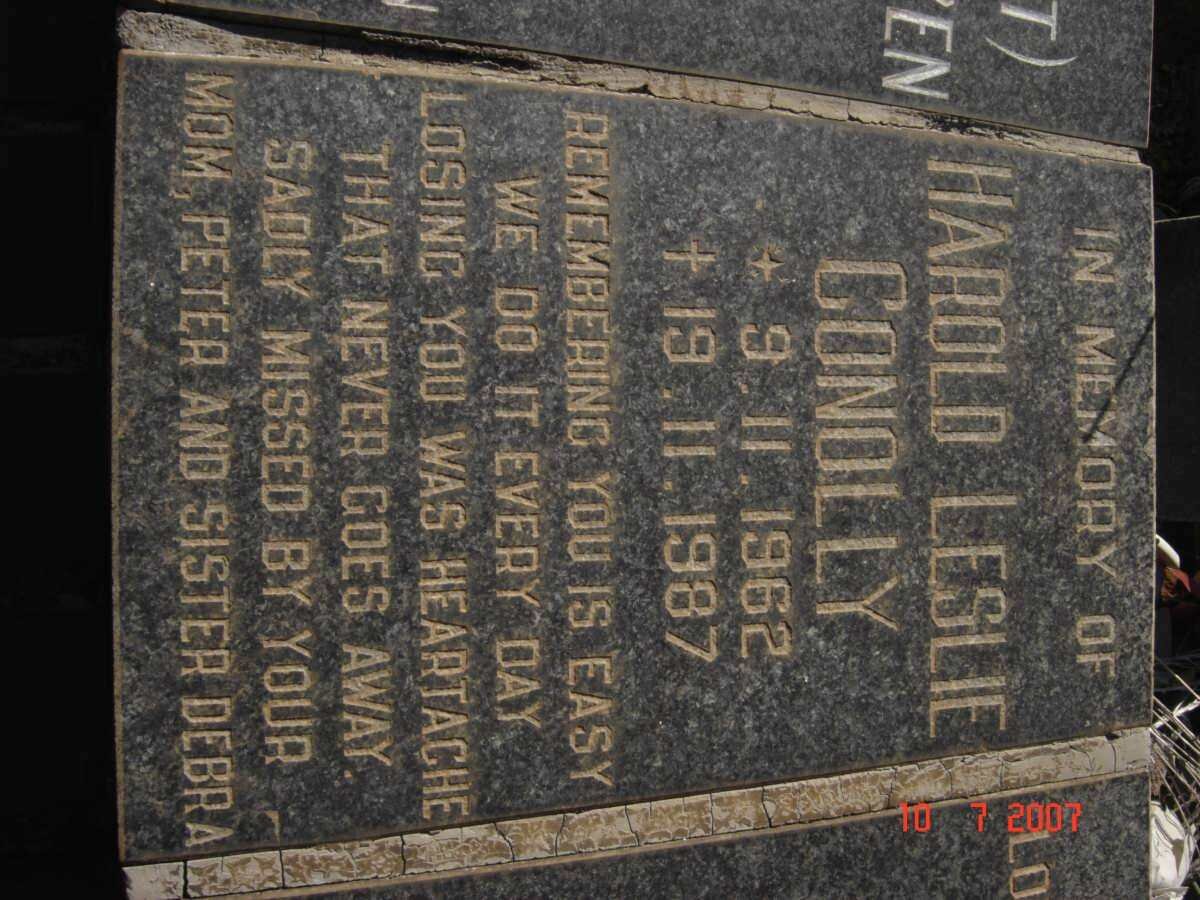 IN MEMORY OF
HAROLD LESLIE
CONOLLY
9.11.1962
19.11.1987
REMEMBERING YOU IS EASY
WE DO IT EVERY DAY
LOSING YOU WAS HEARTACHE
THAT NEVER GOES AWAY.
SADLY MISSED BY YOUR
MOM, PETER AND SISTER DEBRA
10 7 2007